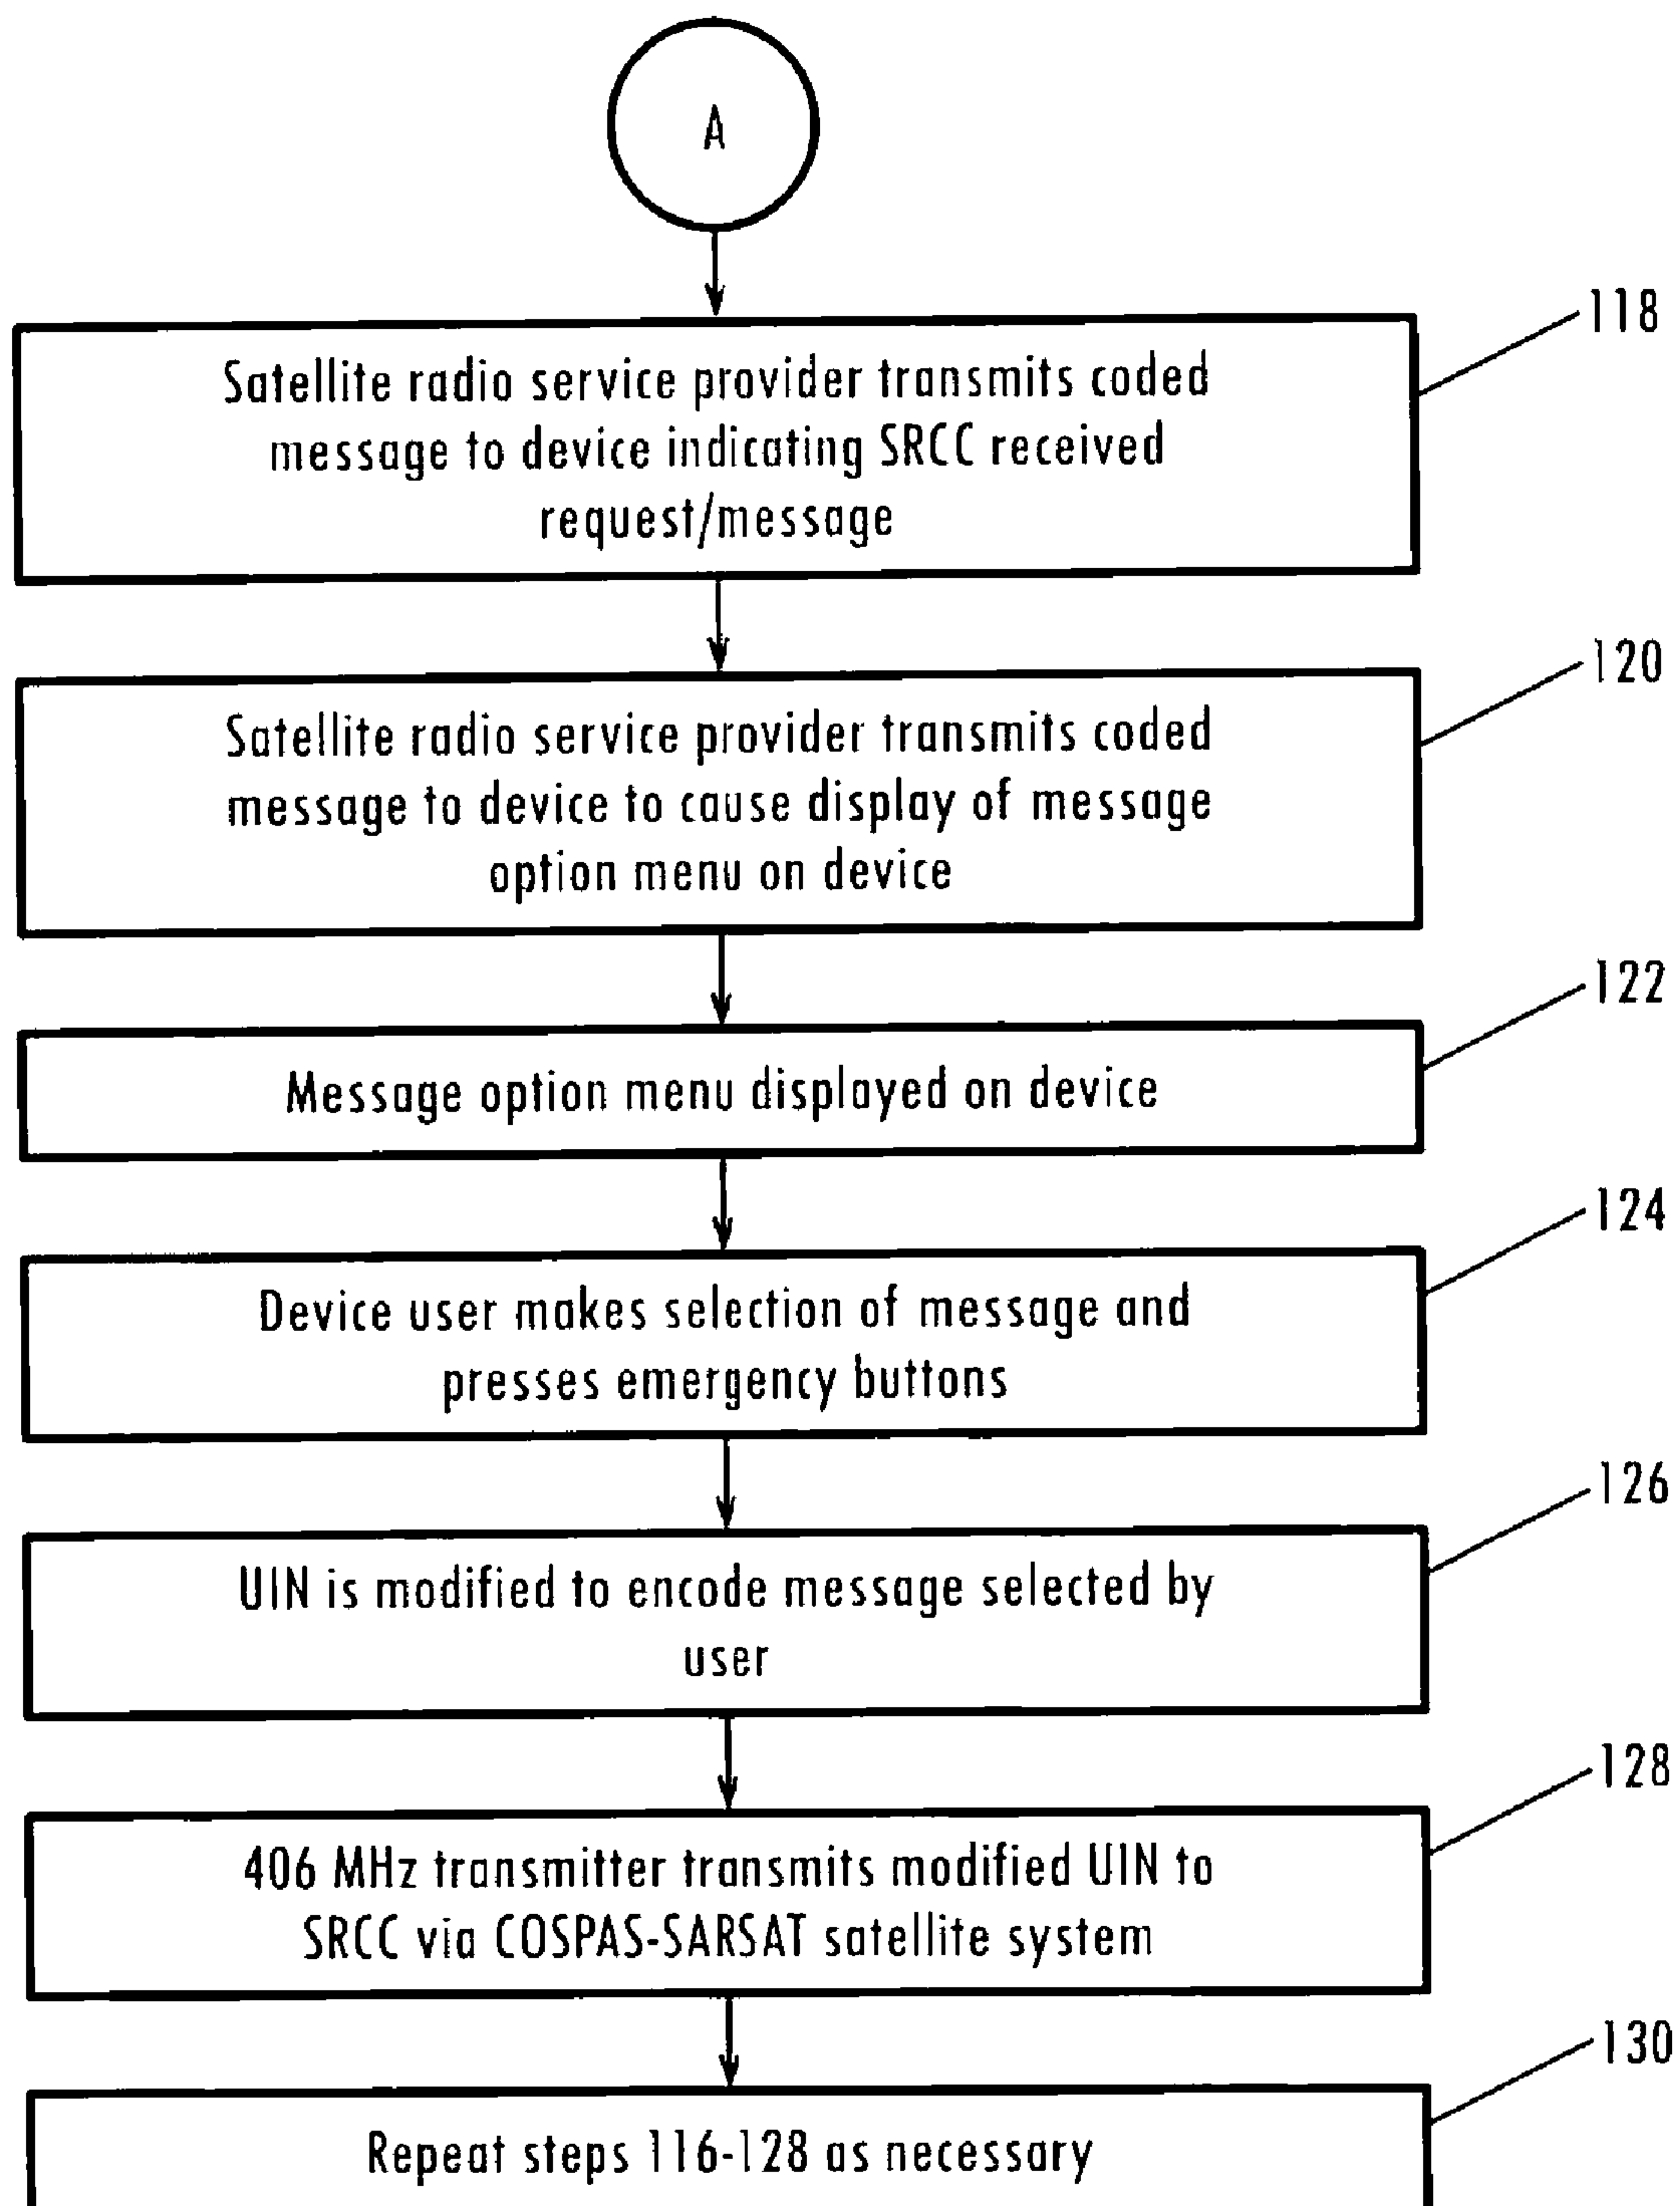 A
118
Satellite radio service provider transmits coded
message to device indicating SRCC received
request/message
120
Satellite radio service provider transmits coded
message to device to cause display of message
option menu on device
122
Message option menu displayed on device
124
Device user makes selection of message and
presses emergency buttons
126
UIN is modified to encode message selected by
user
128
406 MHz transmitter transmits modified UIN to
SRCC via COSPAS-SARSAT satellite system
130
Repeat steps 116-128 as necessary